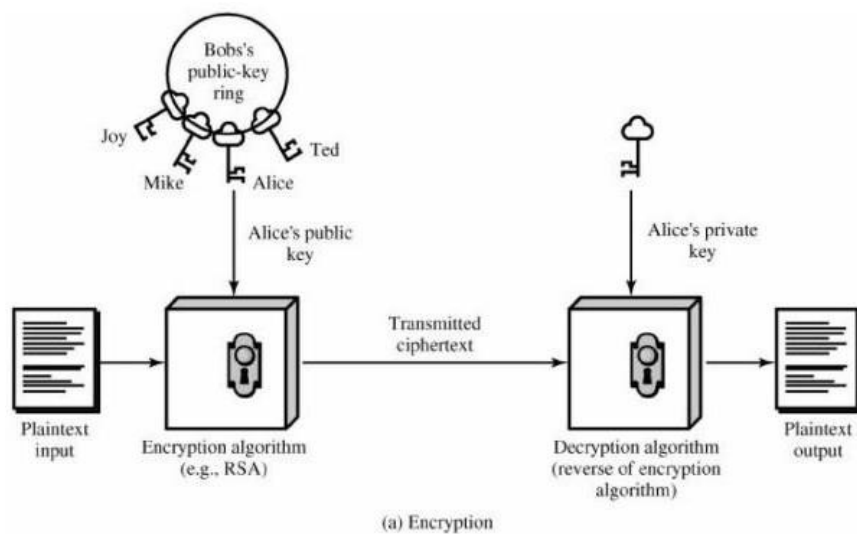 Bobs's
public-key
ring
Joy
Mike
Alice
Ted
Alice's public
key
Alice's private
key
Transmitted
ciphertext
Plaintext
input
Encryption algorithm
(e.g., RSA)
Decryption algorithm
(reverse of encryption
algorithm)
Plaintext
output
(a) Encryption